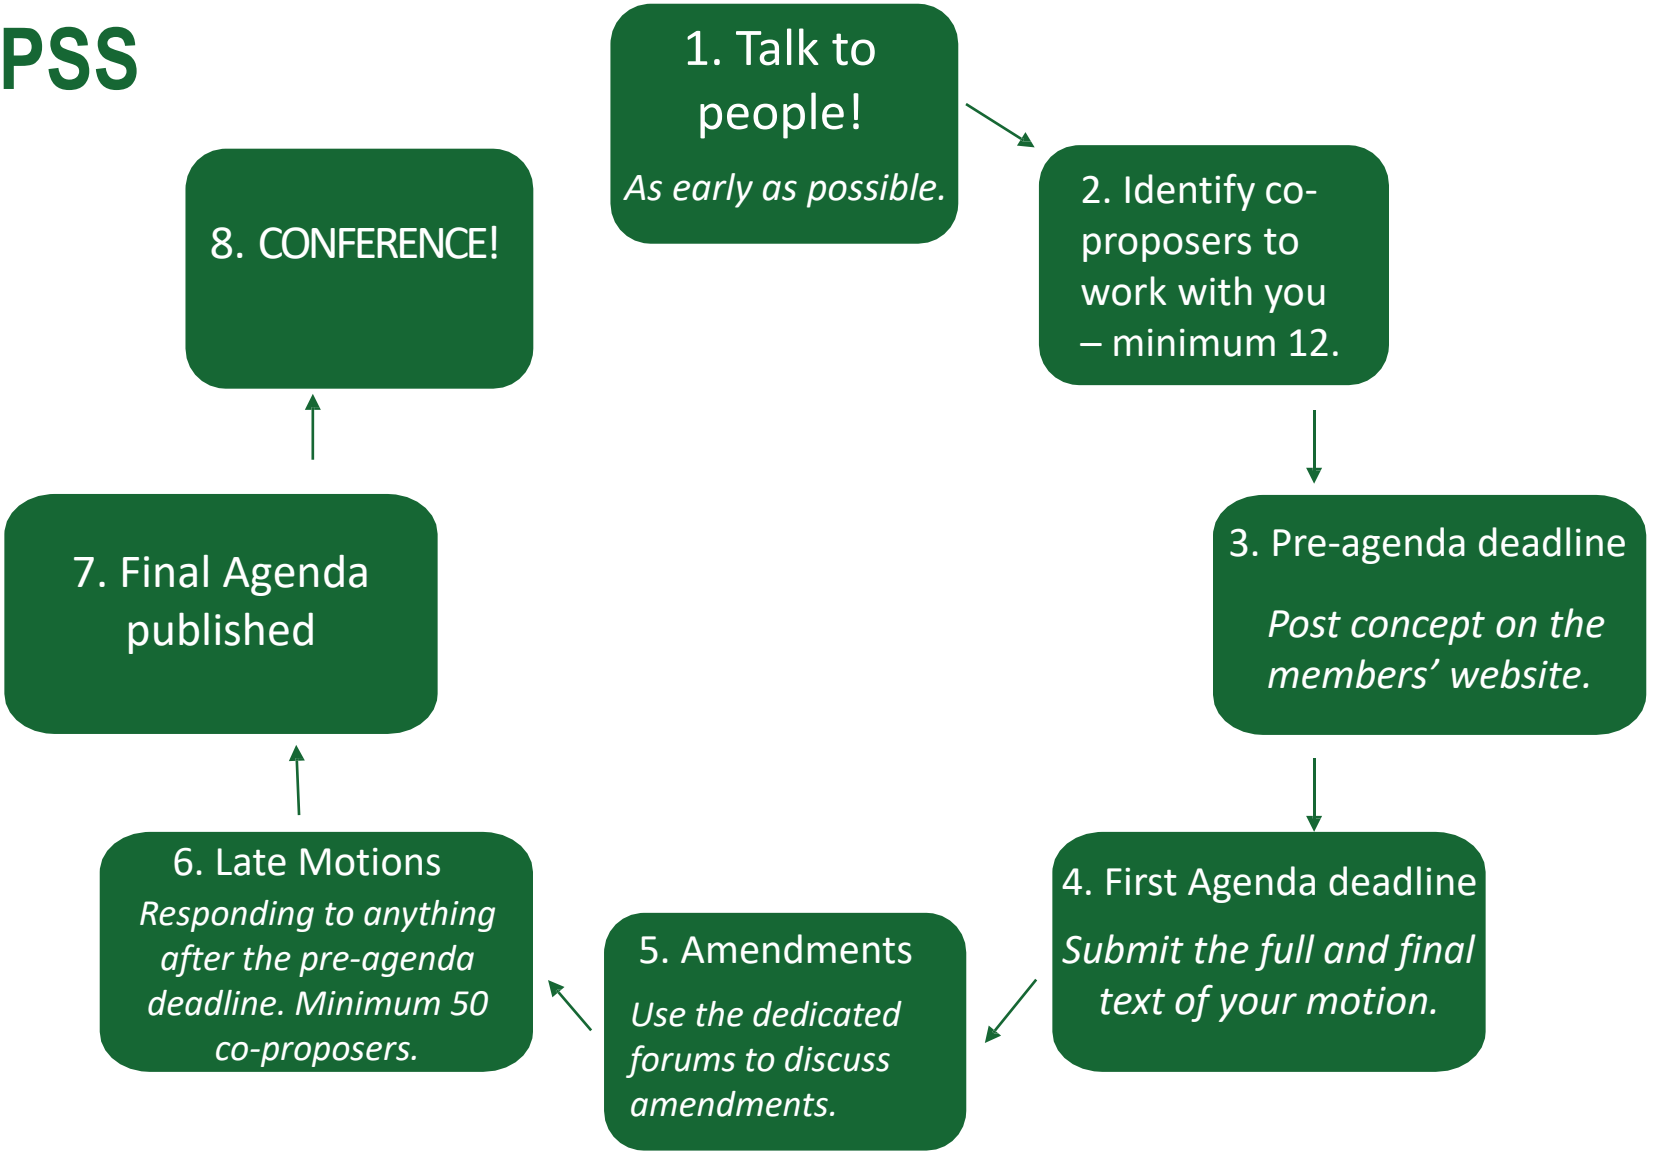 PSS
1. Talk to
people!
As early as possible.
2. Identify co-
proposers to
work with you
– minimum 12.
3. Pre-agenda deadline
Post concept on the
members’ website.
4. First Agenda deadline
Submit the full and final
text of your motion.
5. Amendments
Use the dedicated
forums to discuss
amendments.
6. Late Motions
Responding to anything
after the pre-agenda
deadline. Minimum 50
co-proposers.
7. Final Agenda
published
8. CONFERENCE!